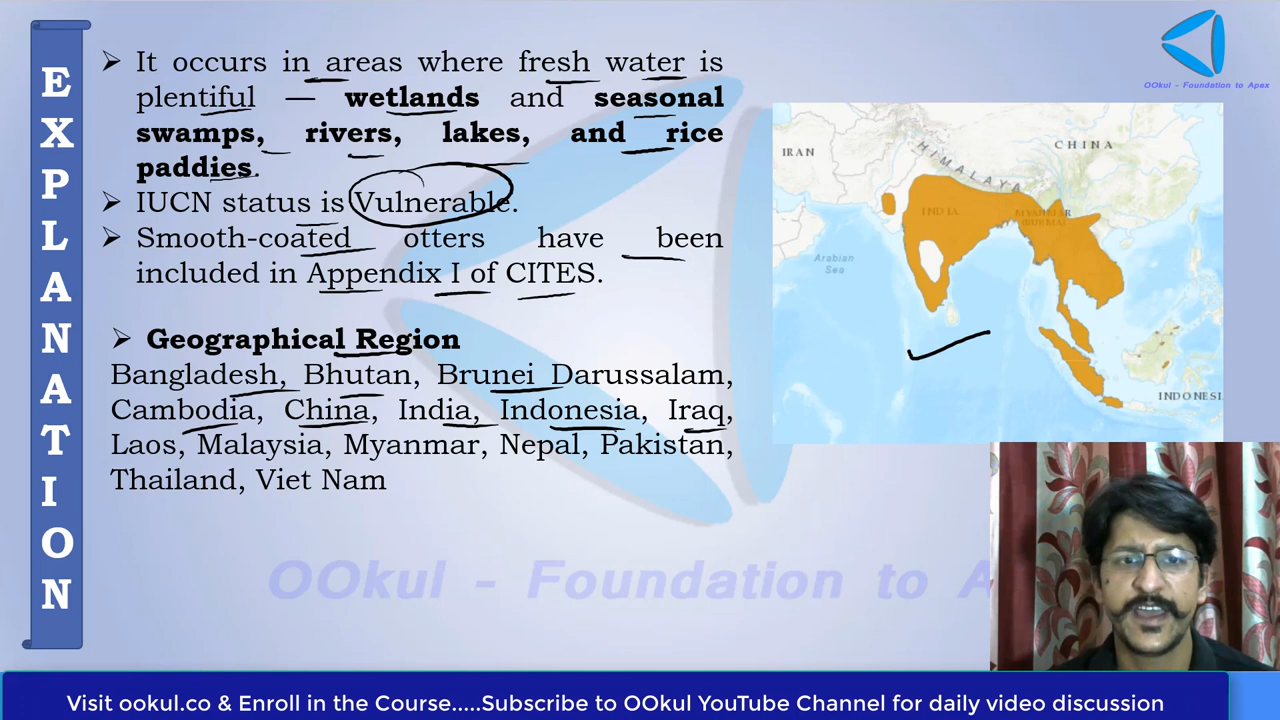 E
X
P
L
A
N
A
T
I
O
N
➢ It occurs in areas where fresh water is
plentiful — wetlands and seasonal
swamps, rivers, lakes, and rice
paddies.
➢ IUCN status is Vulnerable.
➢ Smooth-coated otters have been
included in Appendix I of CITES.
➢ Geographical Region
Bangladesh, Bhutan, Brunei Darussalam,
Cambodia, China, India, Indonesia, Iraq,
Laos, Malaysia, Myanmar, Nepal, Pakistan,
Thailand, Viet Nam
OOkul - Foundation to Apex
IRAN
CHINA
HIMALAYA
INDIA
MYANMAR
(BURMA)
Arabian
Sea
INDONESI
OOkul - Foundation to A
Visit ookul.co & Enroll in the Course.....Subscribe to OOkul YouTube Channel for daily video discussion